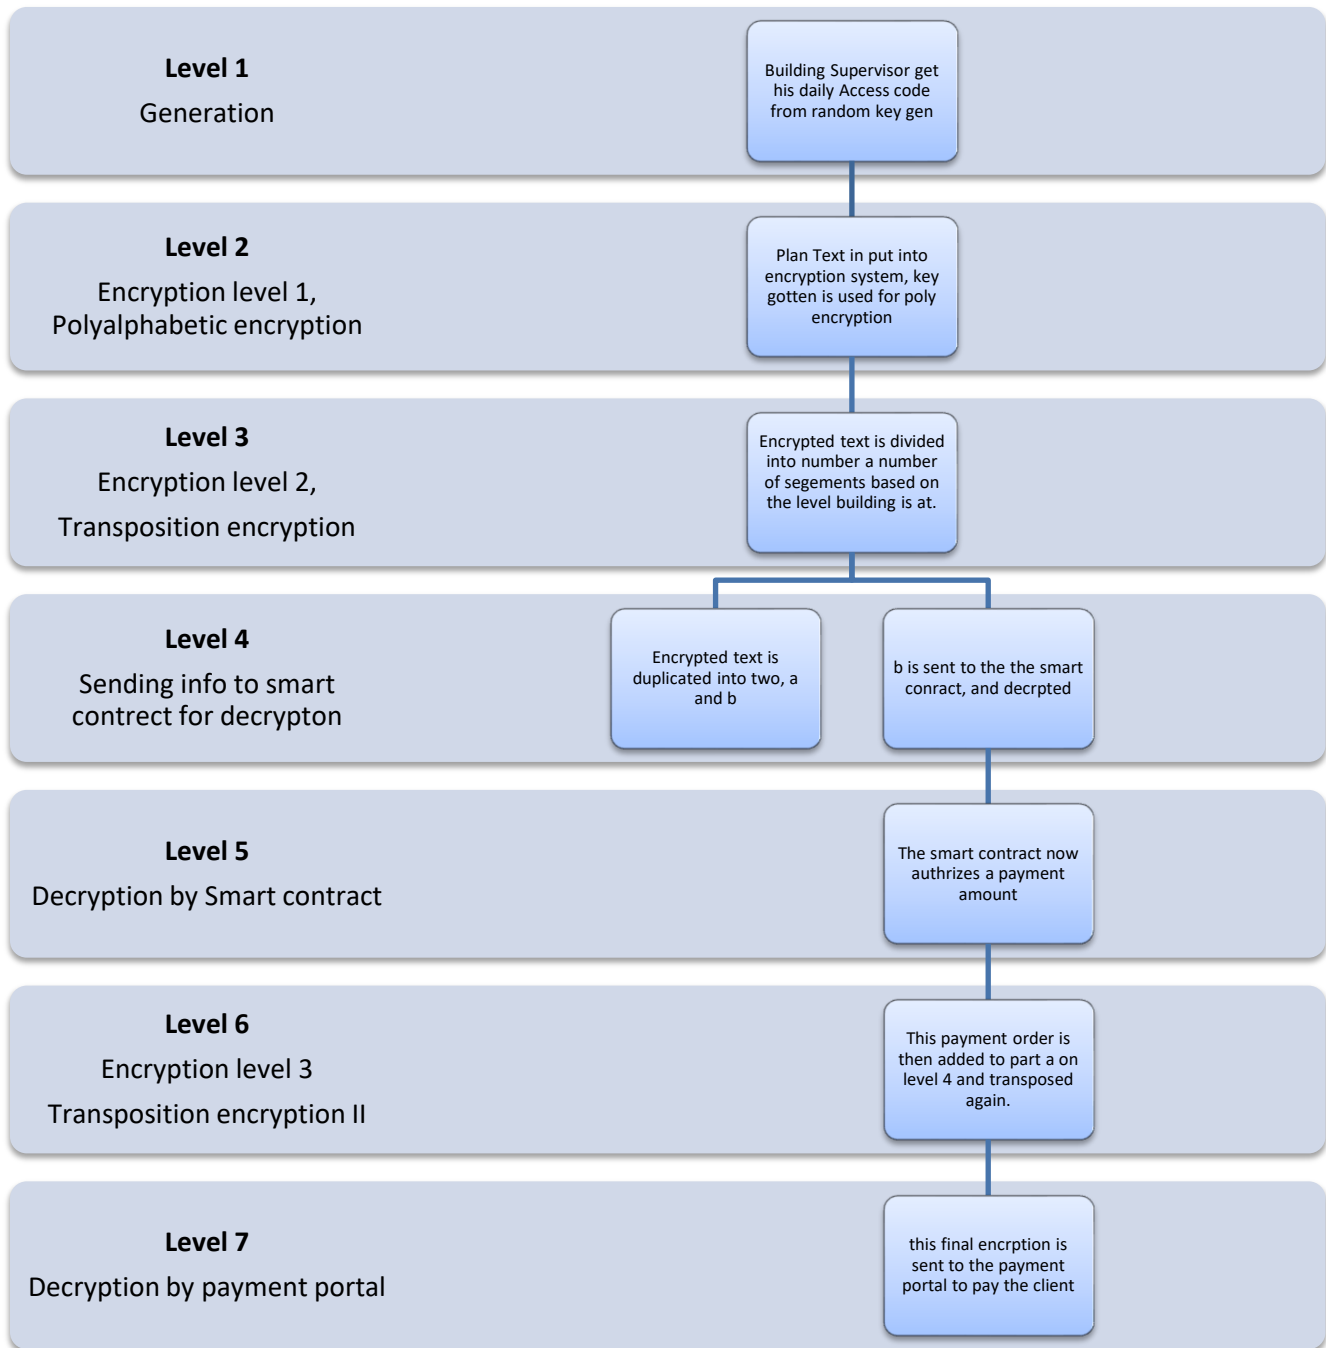 Level 1
Generation
Building Supervisor get
his daily Access code
from random key gen
Level 2
Encryption level 1,
Polyalphabetic encryption
Plan Text in put into
encryption system, key
gotten is used for poly
encryption
Level 3
Encryption level 2,
Transposition encryption
Encrypted text is divided
into number a number
of segements based on
the level building is at.
Level 4
Sending info to smart
contrect for decrypton
Encrypted text is
duplicated into two, a
and b
b is sent to the the smart
conract, and decrpted
Level 5
Decryption by Smart contract
The smart contract now
authrizes a payment
amount
Level 6
Encryption level 3
Transposition encryption II
This payment order is
then added to part a on
level 4 and transposed
again.
Level 7
Decryption by payment portal
this final encrption is
sent to the payment
portal to pay the client